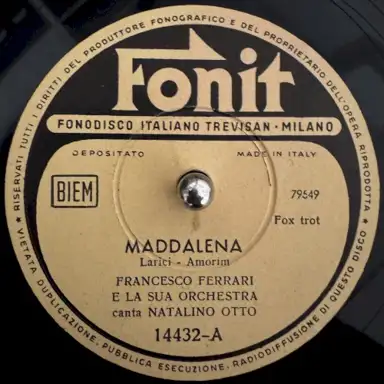 RISERVATI TUTTI I DIRITTI DEL PRODUTTORE FONOGRAFICO E DEL PROPRIETARIO DELL'OPERA RIPRODOTTA
Fonit
FONODISCO ITALIANO TREVISAN · MILANO
DEPOSITATO
MADE IN ITALY
BIEM
79549
Fox trot
MADDALENA
Larici - Amorim
FRANCESCO FERRARI
E LA SUA ORCHESTRA
canta NATALINO OTTO
14432-A
VIETATA DUPLICAZIONE - PUBBLICA ESECUZIONE - RADIODIFFUSIONE DI QUESTO DISCO